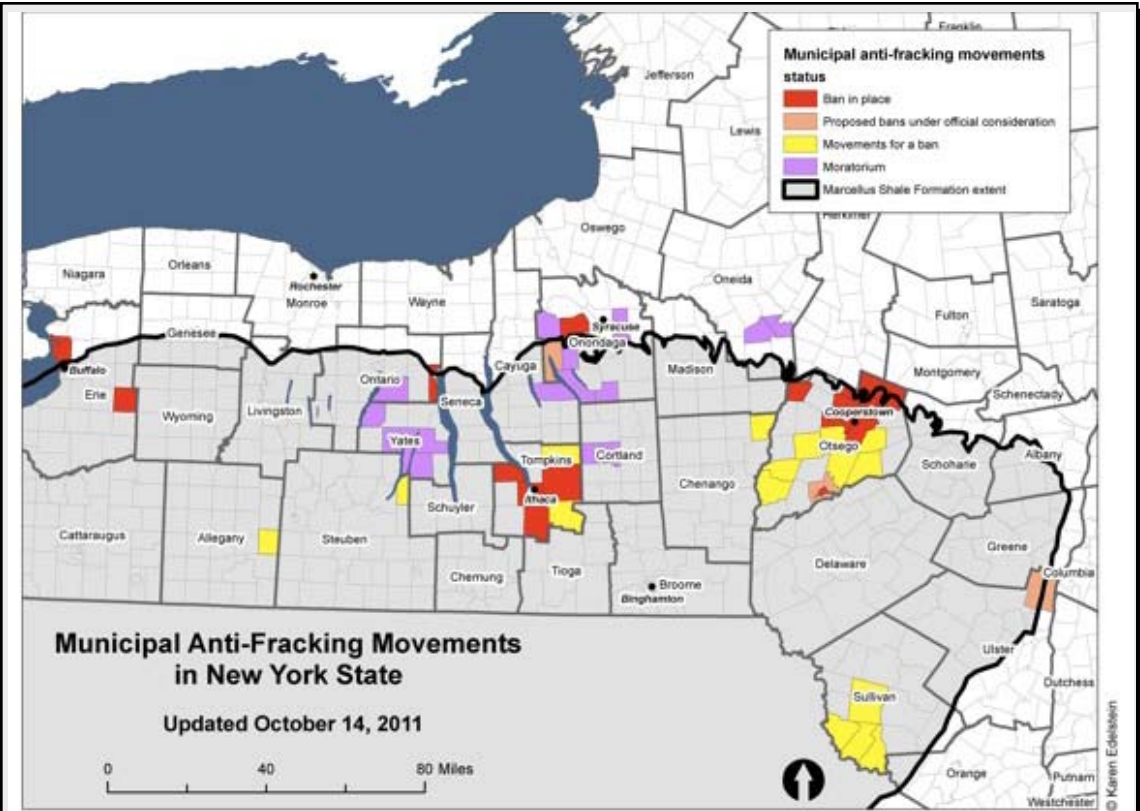 Franklin
Jefferson
Lewis
Municipal anti-fracking movements
status
Ban in place
Proposed bans under official consideration
Movements for a ban
Moratorium
Marcellus Shale Formation extent
Herkimer
Oswego
Oneida
Niagara
Orleans
Rochester
Monroe
Wayne
Saratoga
Fulton
Genesee
Syracuse
Onondaga
Buffalo
Cayuga
Madison
Montgomery
Schenectady
Erie
Wyoming
Livingston
Ontario
Seneca
Cooperstown
Otsego
Yates
Tompkins
Cortland
Schoharie
Albany
Ithaca
Chenango
Schuyler
Cattaraugus
Allegany
Steuben
Greene
Delaware
Chemung
Tioga
Broome
Binghamton
Columbia
Ulster
Dutchess
Sullivan
Orange
Putnam
Westchester
Municipal Anti-Fracking Movements
in New York State
Updated October 14, 2011
0 40 80 Miles
© Karen Edelstein